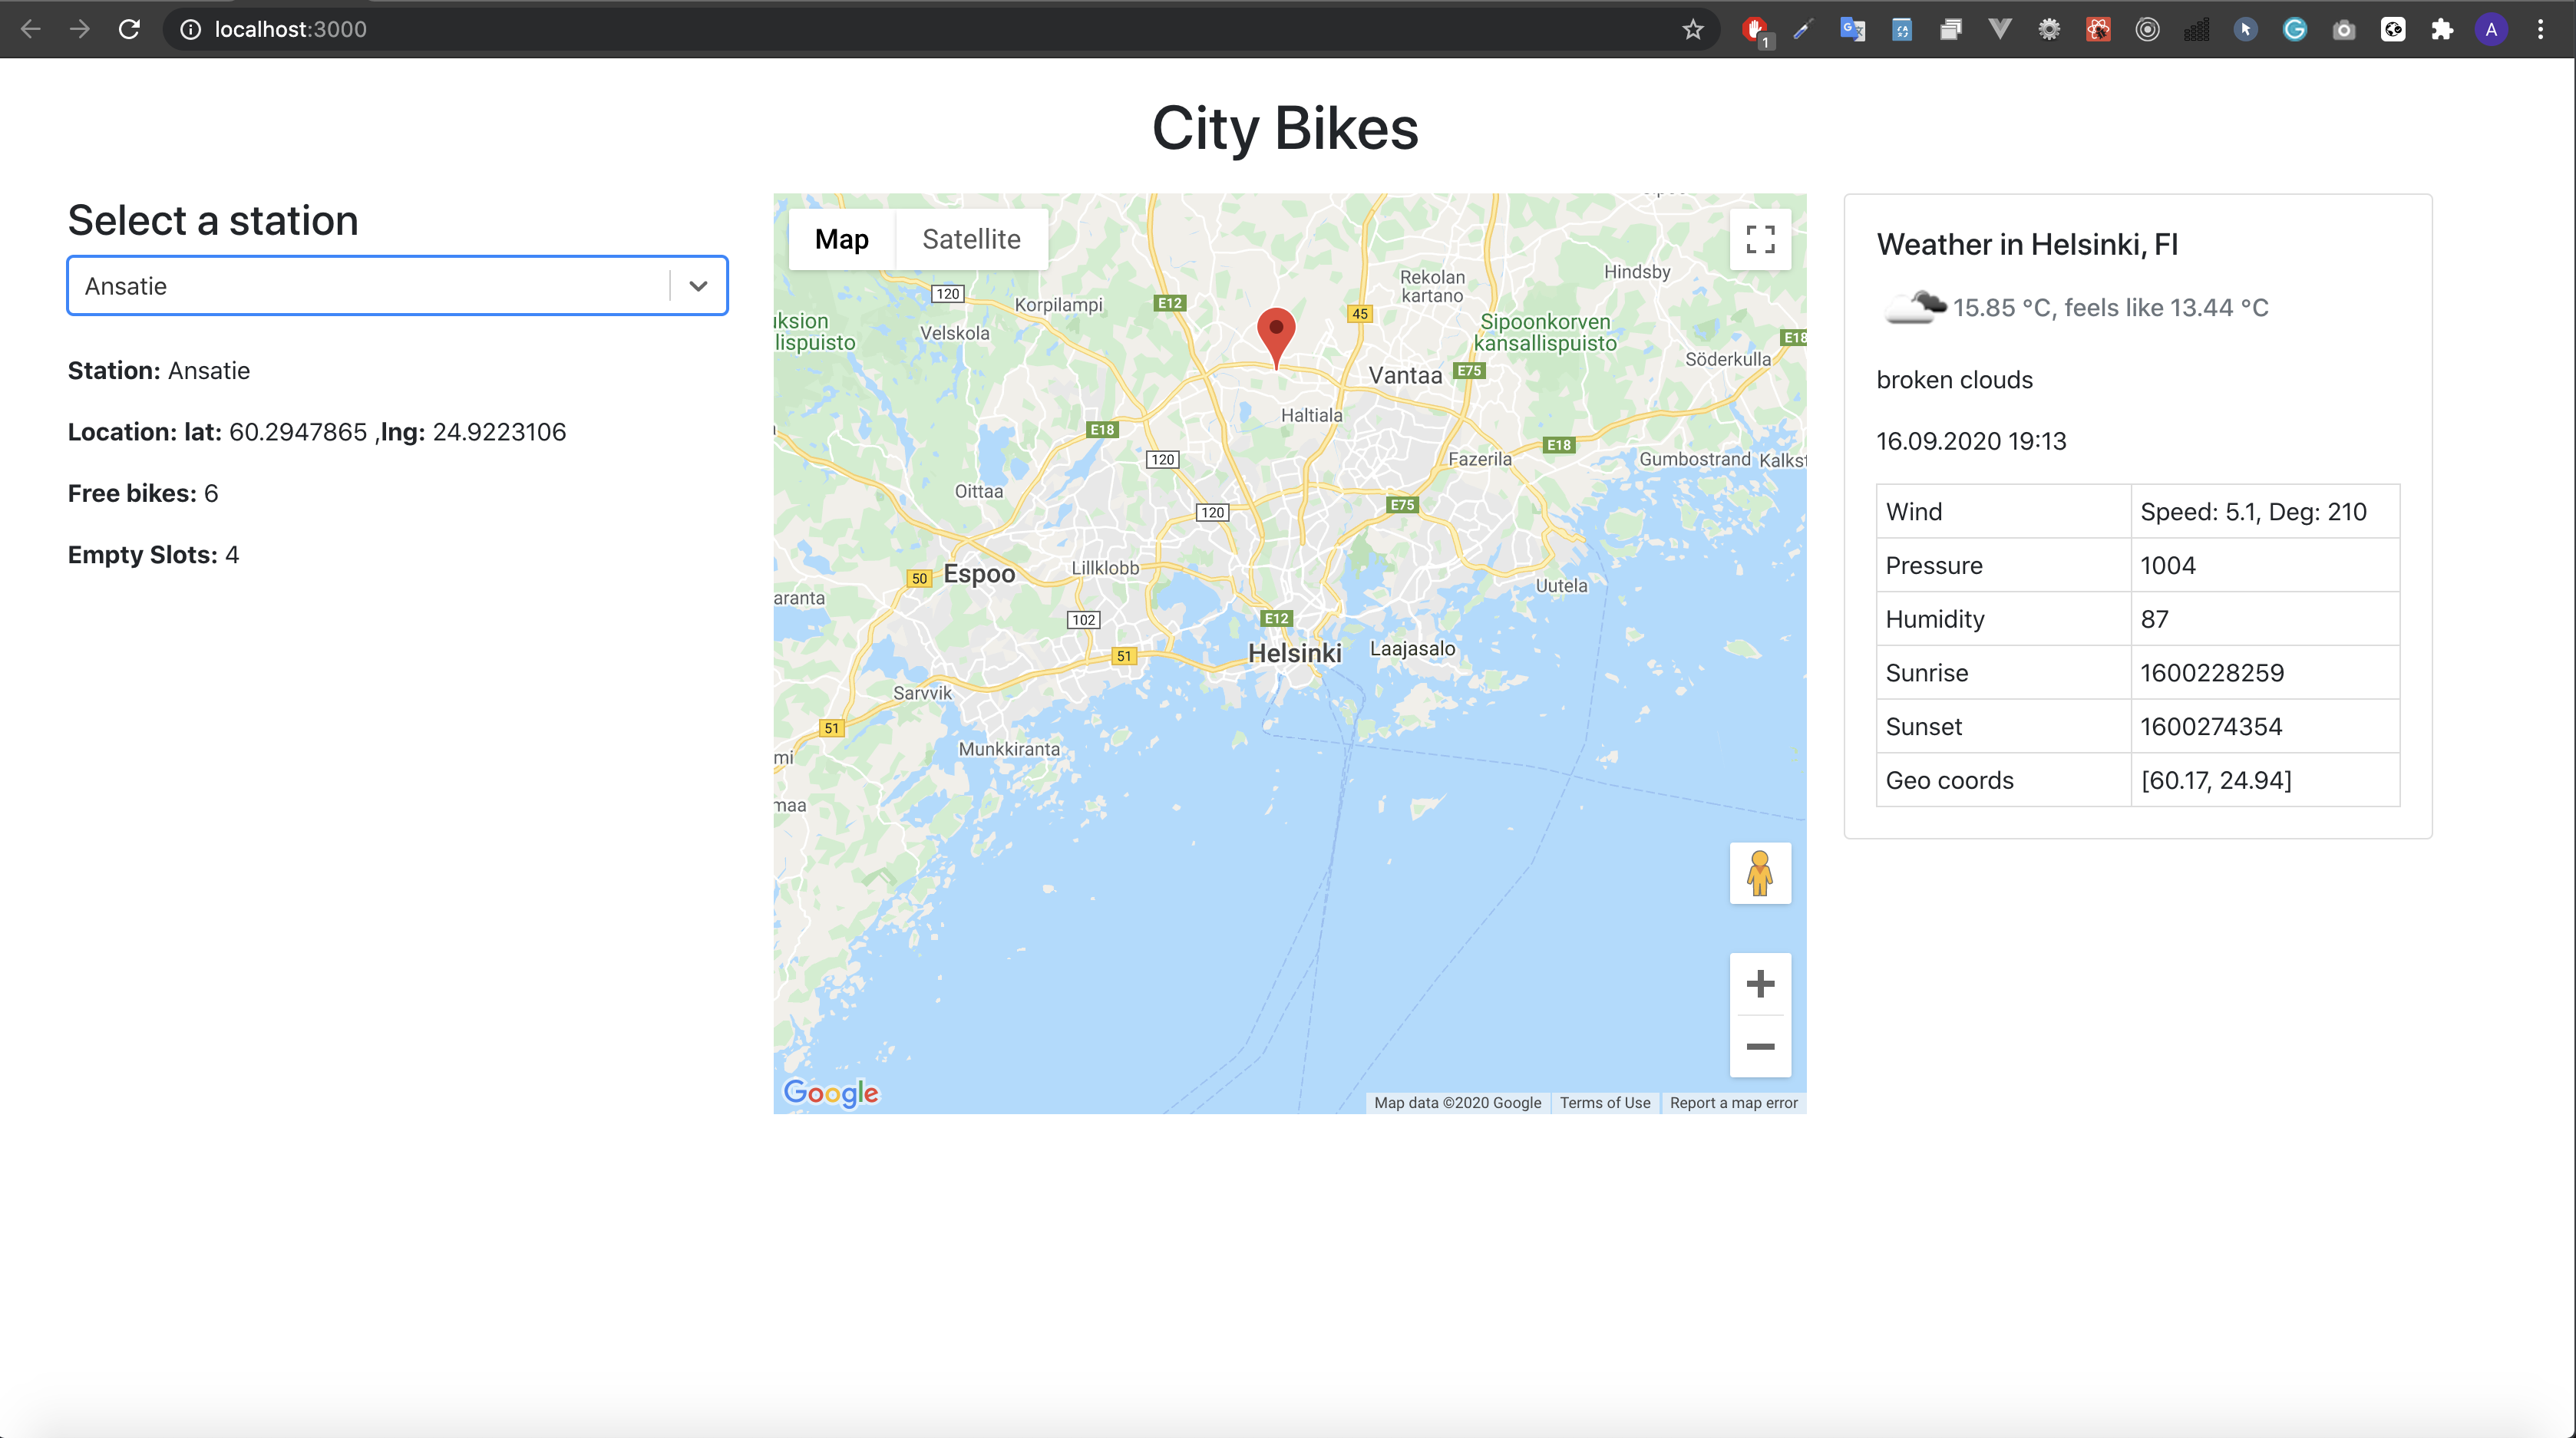 localhost:3000
1
A
City Bikes
Select a station
Ansatie
Station: Ansatie
Location: lat: 60.2947865 ,lng: 24.9223106
Free bikes: 6
Empty Slots: 4
Map
Satellite
120
Korpilampi
E12
Rekolan
kartano
Hindsby
45
uksion
lispuisto
Velskola
Sipoonkorven
kansallispuisto
E18
Söderkulla
Vantaa
E75
Haltiala
E18
E18
120
Fazerila
Gumbostrand
Kalkst
Oittaa
E75
120
50
Espoo
Lillklobb
Uutela
aranta
102
E12
Helsinki
Laajasalo
51
Sarvvik
51
Munkkiranta
mi
maa
Google
Map data ©2020 Google
Terms of Use
Report a map error
Weather in Helsinki, FI
15.85 °C, feels like 13.44 °C
broken clouds
16.09.2020 19:13
Wind Speed: 5.1, Deg: 210
Pressure 1004
Humidity 87
Sunrise 1600228259
Sunset 1600274354
Geo coords [60.17, 24.94]